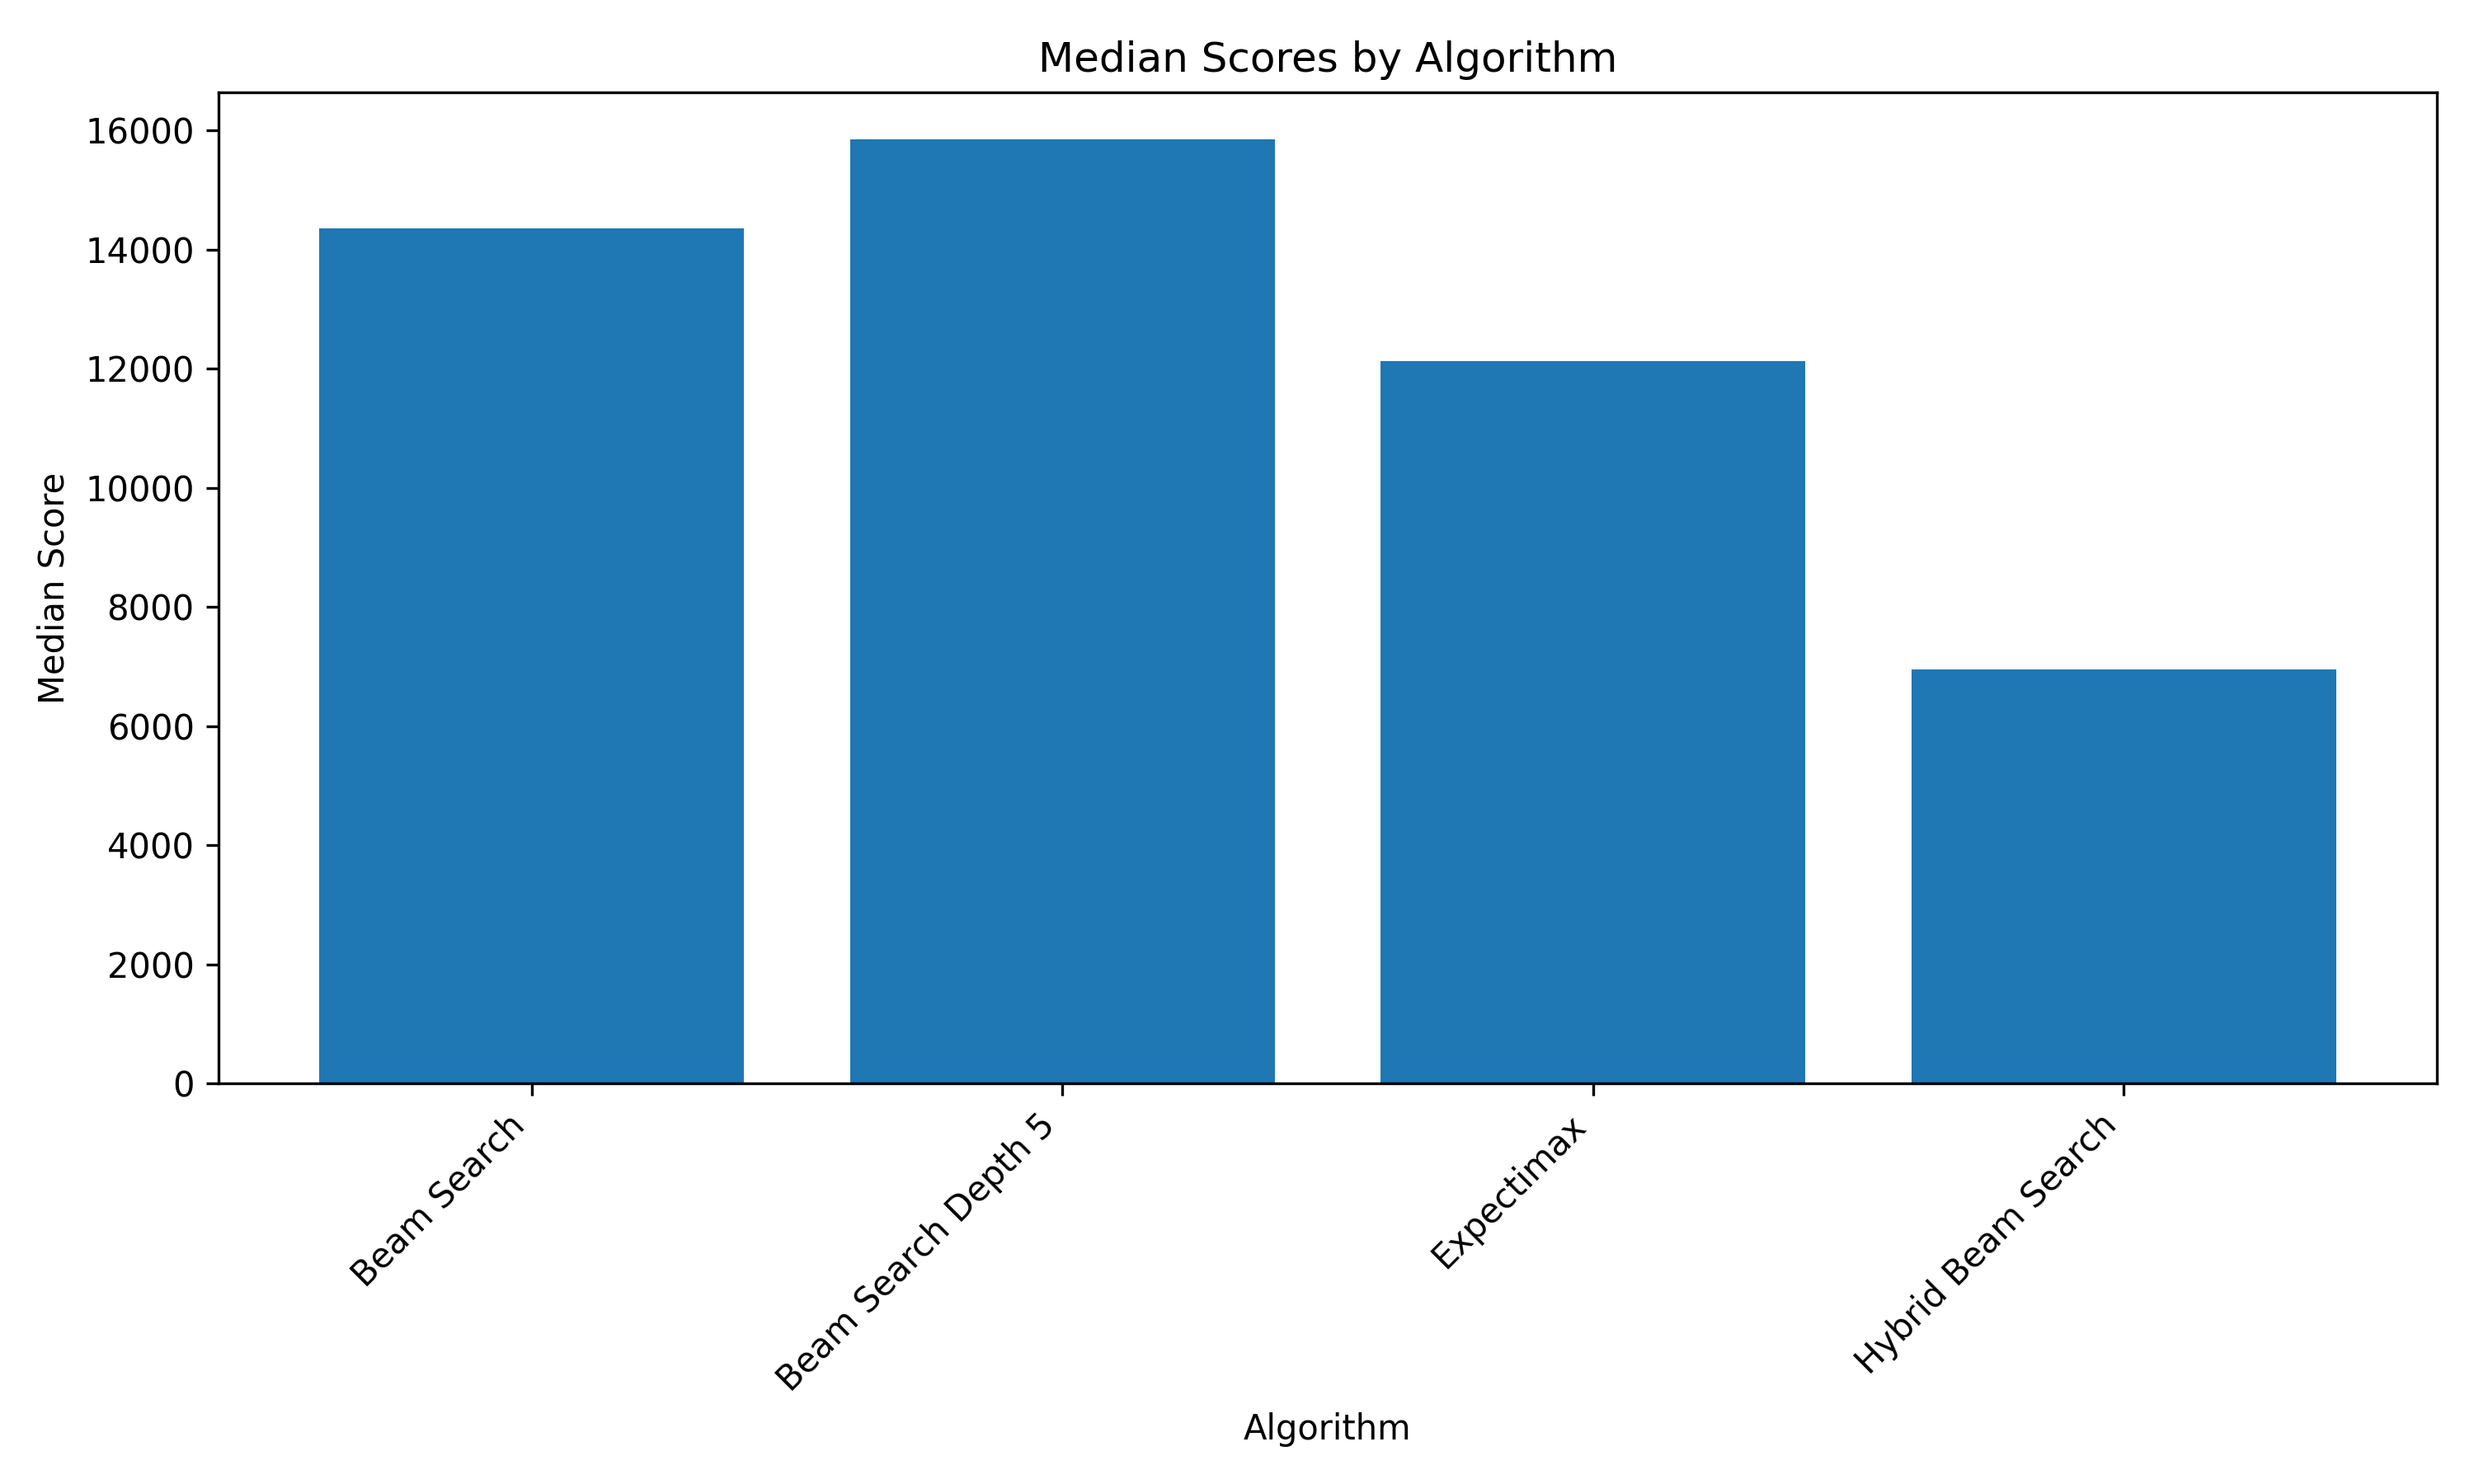 Median Scores by Algorithm
Median Score
16000
14000
12000
10000
8000
6000
4000
2000
0
Beam Search
Beam Search Depth 5
Expectimax
Hybrid Beam Search
Algorithm